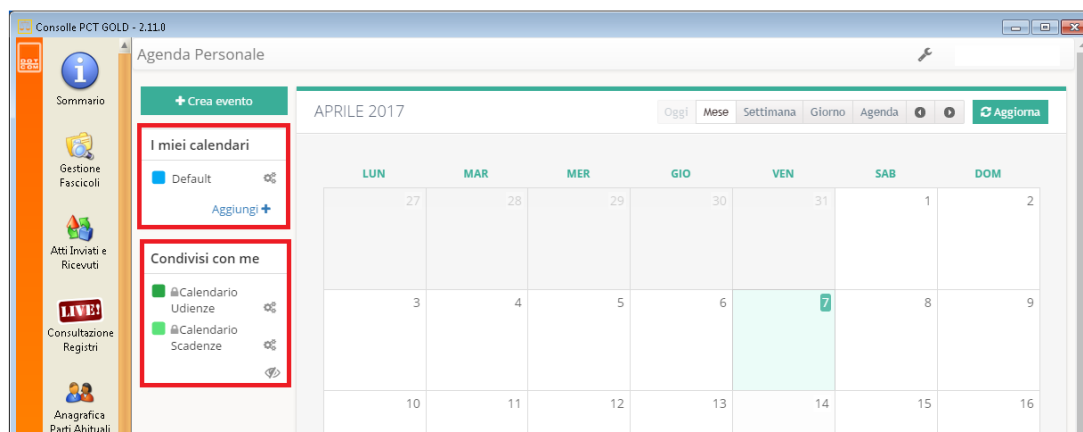 Consolle PCT GOLD - 2.11.0
Agenda Personale
Sommario
Gestione
Fascicoli
Atti Inviati e
Ricevuti
LIVE!
Consultazione
Registri
Anagrafica
Parti Abituali
+ Crea evento
I miei calendari
Default
Aggiungi +
Condivisi con me
Calendario
Udienze
Calendario
Scadenze
APRILE 2017
Oggi Mese Settimana Giorno Agenda Aggiorna
LUN MAR MER GIO VEN SAB DOM
27 28 29 30 31 1 2
3 4 5 6 7 8 9
10 11 12 13 14 15 16